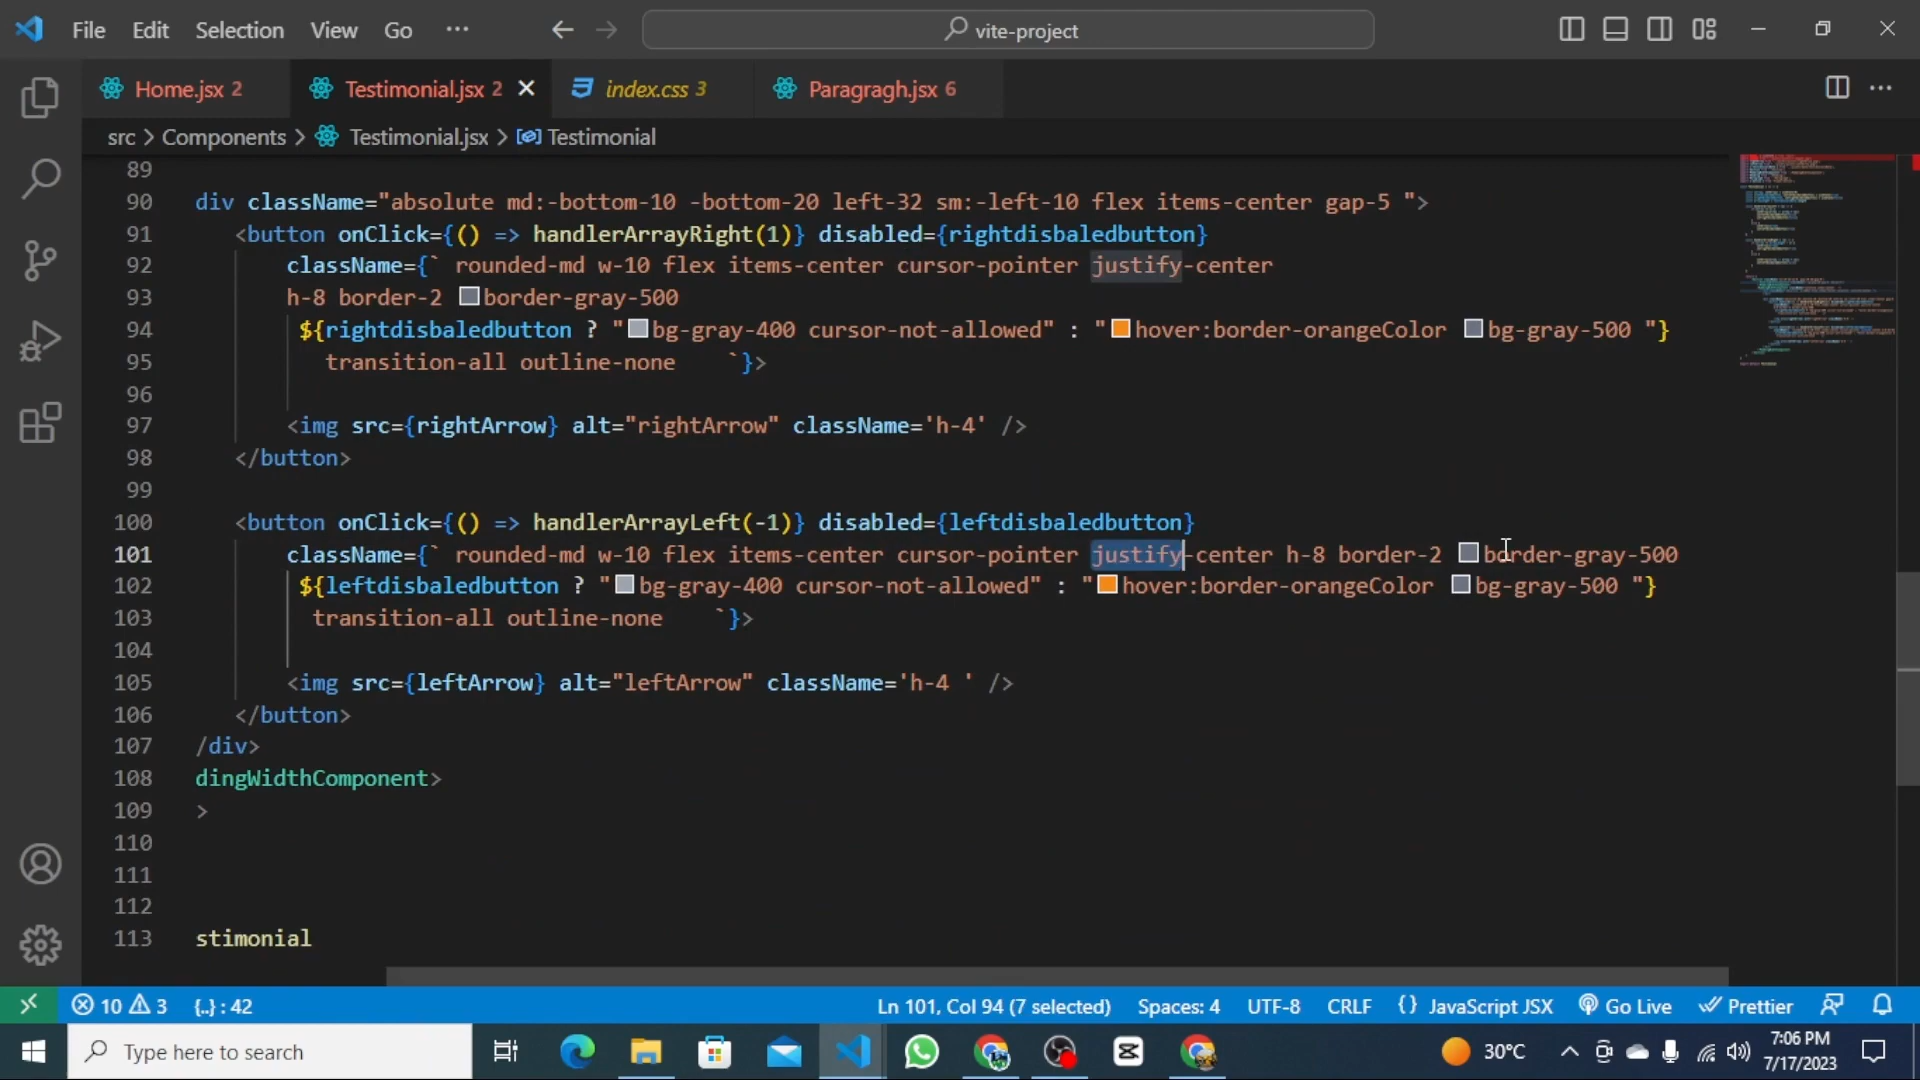 File Edit Selection View Go ··· vite-project
Home.jsx 2 Testimonial.jsx 2 index.css 3 Paragragh.jsx 6
src > Components > Testimonial.jsx > Testimonial
89
90 div className="absolute md:-bottom-10 -bottom-20 left-32 sm:-left-10 flex items-center gap-5 ">
91 <button onClick={() => handlerArrayRight(1)} disabled={rightdisbaledbutton}
92 className={` rounded-md w-10 flex items-center cursor-pointer justify-center
93 h-8 border-2 border-gray-500
94 ${rightdisbaledbutton ? "bg-gray-400 cursor-not-allowed" : "hover:border-orangeColor bg-gray-500 "}
95 transition-all outline-none `}>
96
97 <img src={rightArrow} alt="rightArrow" className='h-4' />
98 </button>
99
100 <button onClick={() => handlerArrayLeft(-1)} disabled={leftdisbaledbutton}
101 className={` rounded-md w-10 flex items-center cursor-pointer justify-center h-8 border-2 border-gray-500
102 ${leftdisbaledbutton ? "bg-gray-400 cursor-not-allowed" : "hover:border-orangeColor bg-gray-500 "}
103 transition-all outline-none `}>
104
105 <img src={leftArrow} alt="leftArrow" className='h-4 ' />
106 </button>
107 /div>
108 dingWidthComponent>
109 >
110
111
112
113 stimonial
10 3 {..} : 42 Ln 101, Col 94 (7 selected) Spaces: 4 UTF-8 CRLF {} JavaScript JSX Go Live Prettier
Type here to search 30°C 7:06 PM
7/17/2023